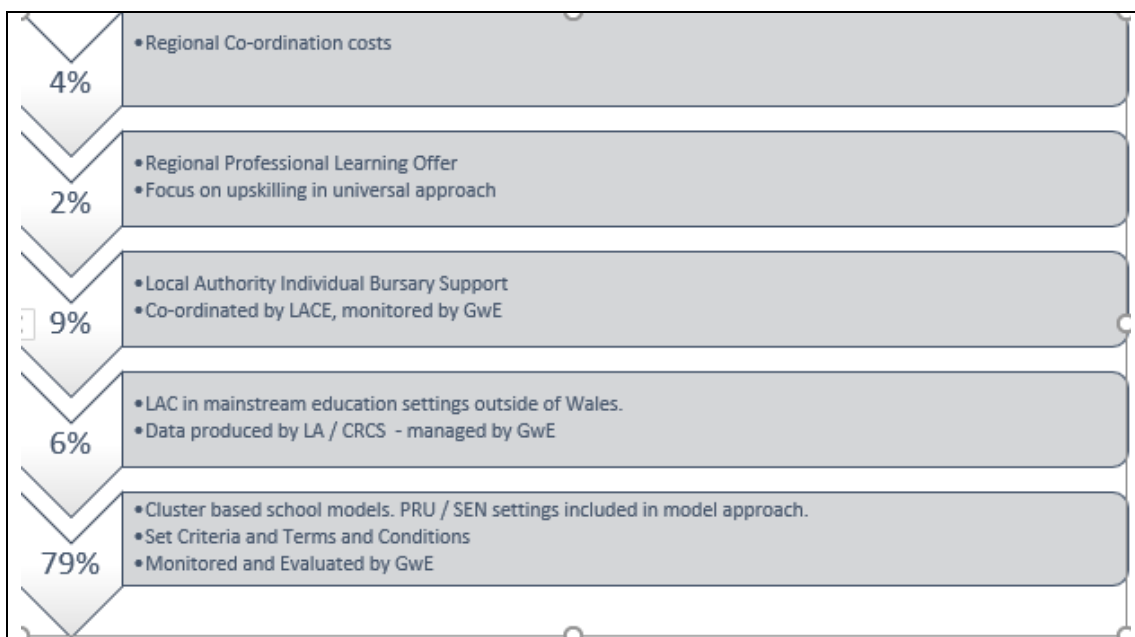 4%
•Regional Co-ordination costs
2%
•Regional Professional Learning Offer
•Focus on upskilling in universal approach
9%
•Local Authority Individual Bursary Support
•Co-ordinated by LACE, monitored by GwE
6%
•LAC in mainstream education settings outside of Wales.
•Data produced by LA / CRCS - managed by GwE
79%
•Cluster based school models. PRU / SEN settings included in model approach.
•Set Criteria and Terms and Conditions
•Monitored and Evaluated by GwE